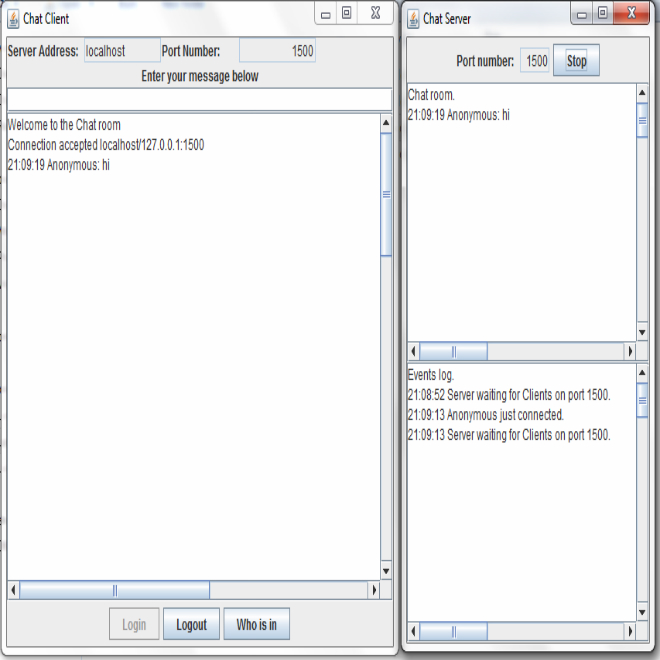 Chat Client
Server Address: localhost Port Number: 1500
Enter your message below
Welcome to the Chat room
Connection accepted localhost/127.0.0.1:1500
21:09:19 Anonymous: hi
Login Logout Who is in
Chat Server
Port number: 1500 Stop
Chat room.
21:09:19 Anonymous: hi
Events log.
21:08:52 Server waiting for Clients on port 1500.
21:09:13 Anonymous just connected.
21:09:13 Server waiting for Clients on port 1500.